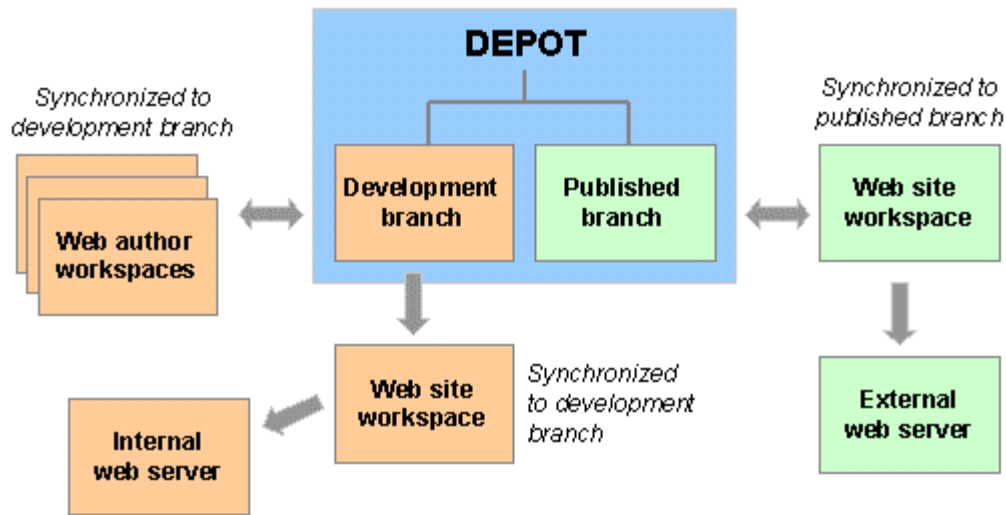 DEPOT
Synchronized to
development branch
Synchronized to
published branch
Development
branch
Published
branch
Web site
workspace
Web author
workspaces
Web site
workspace
Synchronized
to development
branch
External
web server
Internal
web server